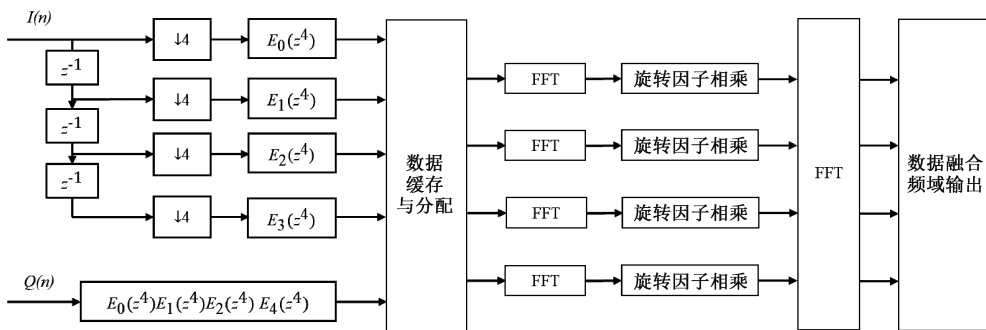 I(n)
↓4
E₀(z⁴)
z⁻¹
↓4
E₁(z⁴)
z⁻¹
↓4
E₂(z⁴)
z⁻¹
↓4
E₃(z⁴)
Q(n)
E₀(z⁴)E₁(z⁴)E₂(z⁴) E₄(z⁴)
数据
缓存
与分配
FFT
旋转因子相乘
FFT
旋转因子相乘
FFT
旋转因子相乘
FFT
旋转因子相乘
FFT
数据融合
频域输出